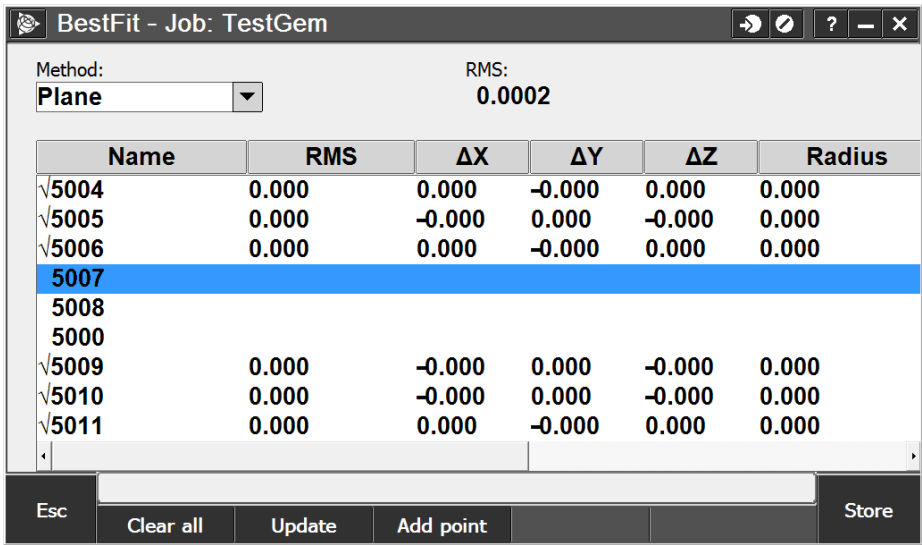 BestFit - Job: TestGem ? – ×
Method: RMS:
Plane 0.0002
Name RMS ΔX ΔY ΔZ Radius
√5004 0.000 0.000 -0.000 0.000 0.000
√5005 0.000 -0.000 0.000 -0.000 0.000
√5006 0.000 0.000 -0.000 0.000 0.000
5007
5008
5000
√5009 0.000 -0.000 0.000 -0.000 0.000
√5010 0.000 -0.000 0.000 -0.000 0.000
√5011 0.000 0.000 -0.000 0.000 0.000
Esc Clear all Update Add point Store